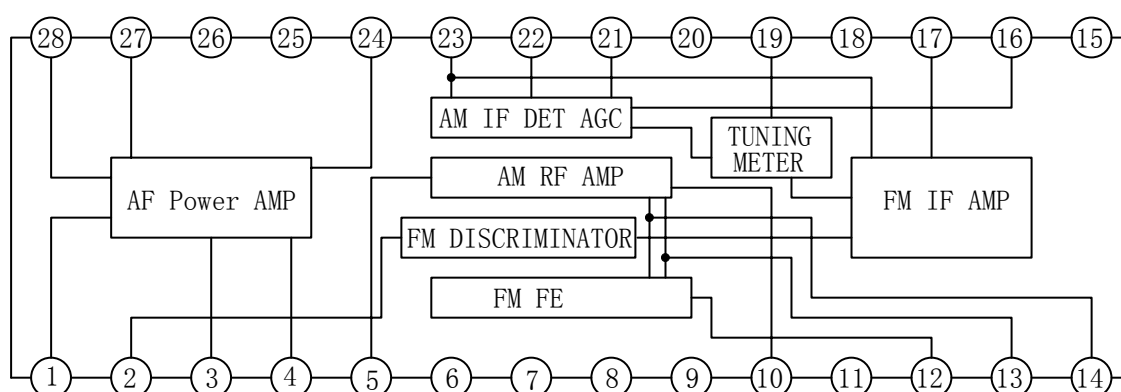 28 27 26 25 24 23 22 21 20 19 18 17 16 15
AM IF DET AGC
TUNING
METER
AM RF AMP
AF Power AMP
FM IF AMP
FM DISCRIMINATOR
FM FE
1 2 3 4 5 6 7 8 9 10 11 12 13 14